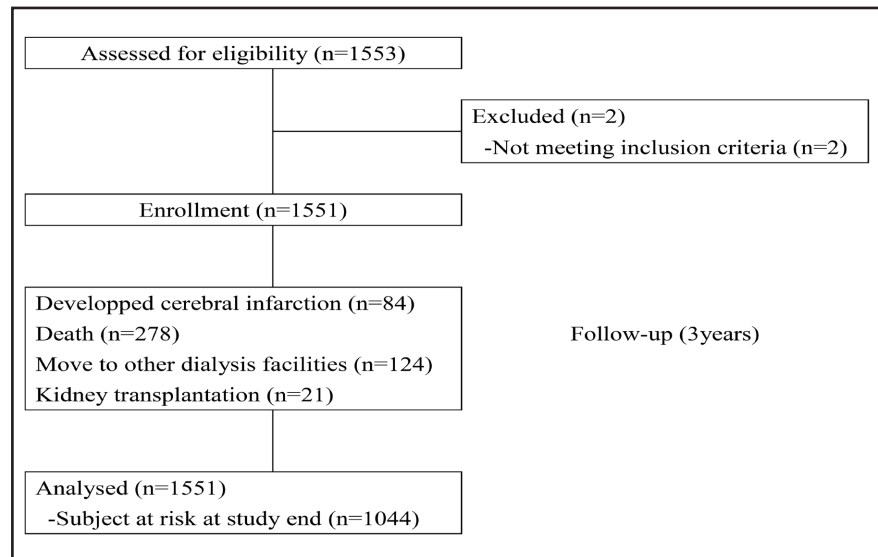 Assessed for eligibility (n=1553)
Excluded (n=2)
-Not meeting inclusion criteria (n=2)
Enrollment (n=1551)
Developped cerebral infarction (n=84)
Death (n=278)
Move to other dialysis facilities (n=124)
Kidney transplantation (n=21)
Follow-up (3years)
Analysed (n=1551)
-Subject at risk at study end (n=1044)